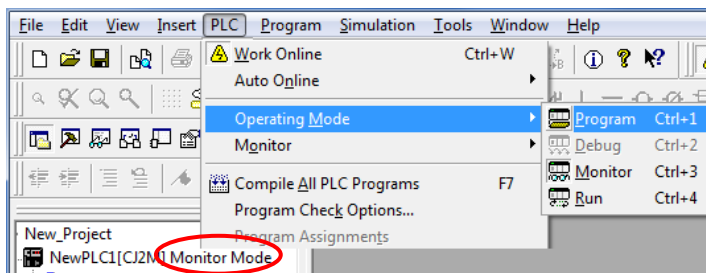 File Edit View Insert PLC Program Simulation Tools Window Help
Work Online Ctrl+W
Auto Online
Operating Mode
Monitor
Compile All PLC Programs F7
Program Check Options...
Program Assignments
Program Ctrl+1
Debug Ctrl+2
Monitor Ctrl+3
Run Ctrl+4
New_Project
NewPLC1[CJ2M] Monitor Mode